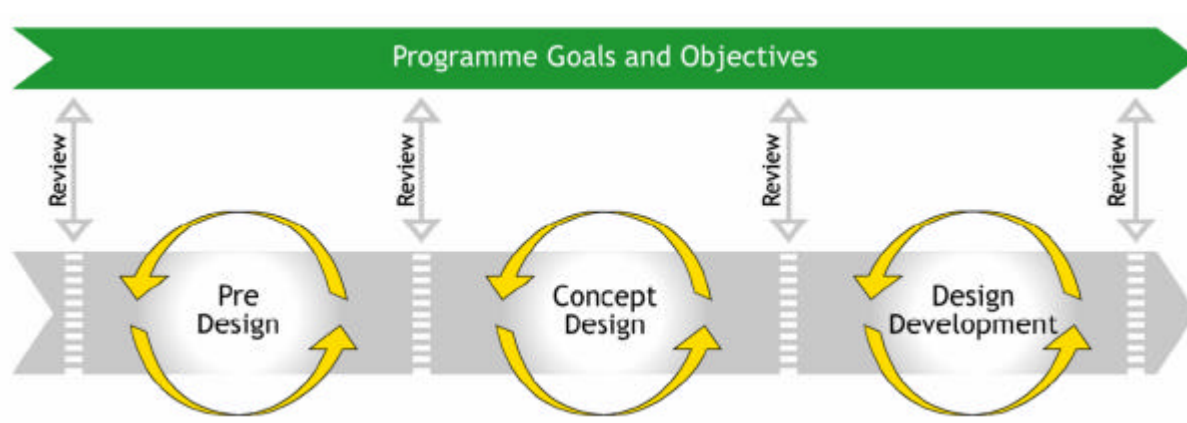 Programme Goals and Objectives
Review
Review
Review
Review
Pre
Design
Concept
Design
Design
Development